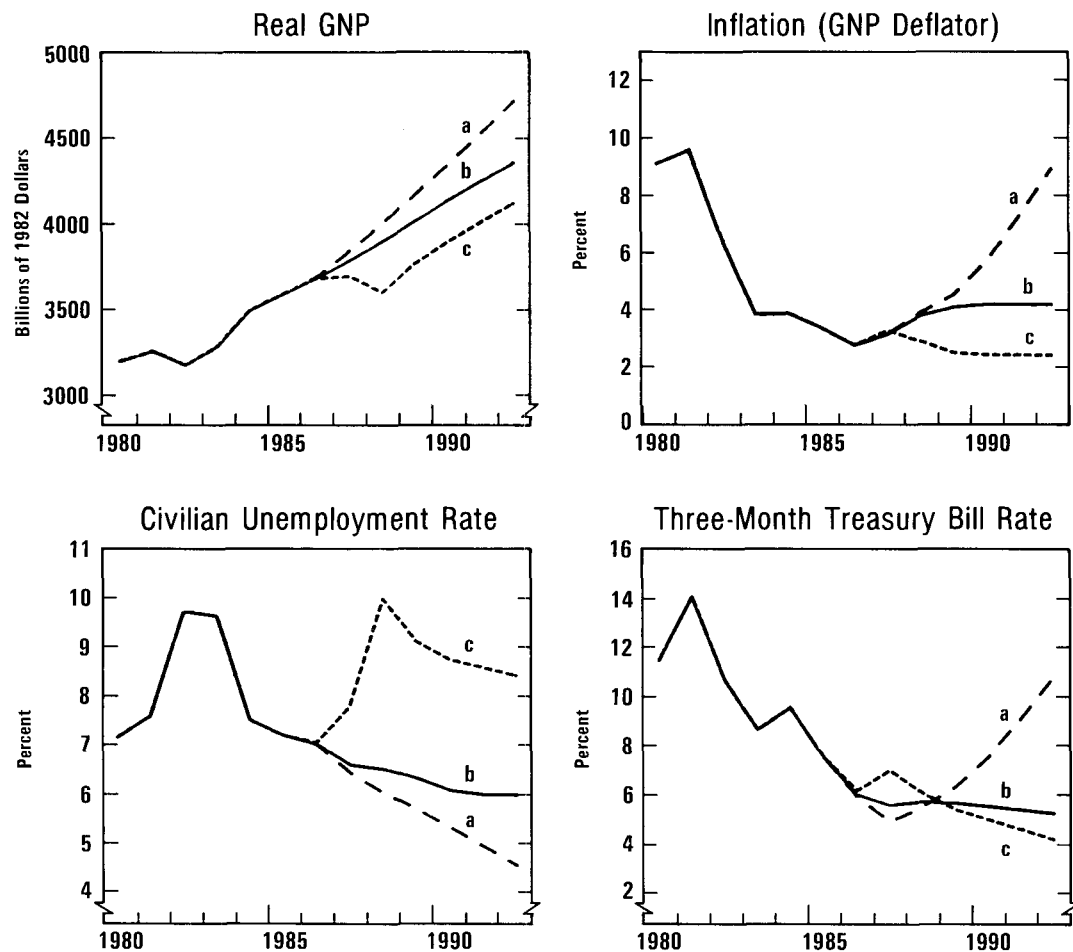 Real GNP
5000
4500
4000
3500
3000
Billions of 1982 Dollars
a
b
c
1980
1985
1990
Inflation (GNP Deflator)
12
10
8
6
4
2
0
Percent
a
b
c
1980
1985
1990
Civilian Unemployment Rate
11
10
9
8
7
6
5
4
Percent
c
b
a
1980
1985
1990
Three-Month Treasury Bill Rate
16
14
12
10
8
6
4
2
Percent
a
b
c
1980
1985
1990